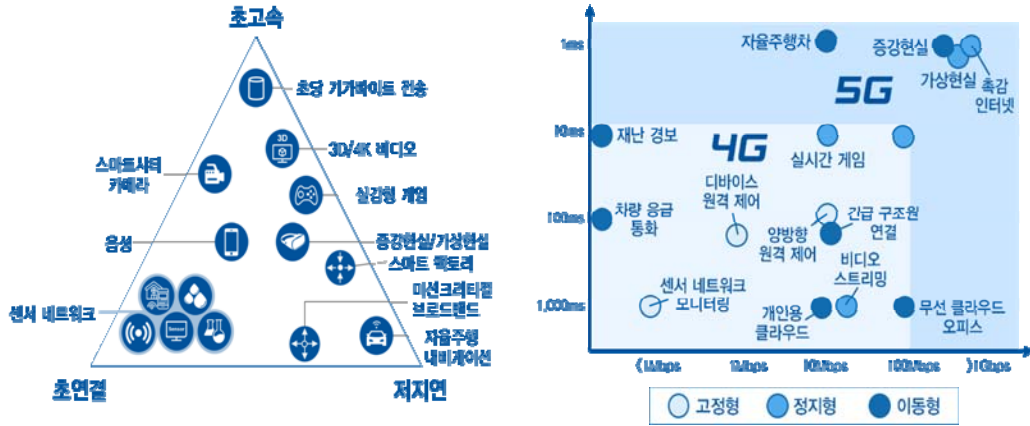 초고속
초당 기가바이트 전송
3D
3D/4K 비디오
스마트시티
카메라
실감형 게임
음성
증강현실/가상현실
스마트 팩토리
미션크리티컬
브로드밴드
센서 네트워크
자율주행
내비게이션
초연결
저지연
1ms
10ms
100ms
1,000ms
자율주행차
증강현실
가상현실
촉감
인터넷
5G
재난 경보
4G
실시간 게임
디바이스
원격 제어
차량 응급
통화
양방향
원격 제어
긴급 구조원
연결
비디오
스트리밍
센서 네트워크
모니터링
개인용
클라우드
무선 클라우드
오피스
<1Mbps
1Mbps
10Mbps
100Mbps
>1Gbps
고정형
정지형
이동형